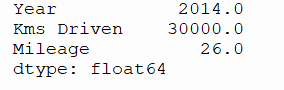 Year 2014.0
Kms Driven 30000.0
Mileage 26.0
dtype: float64